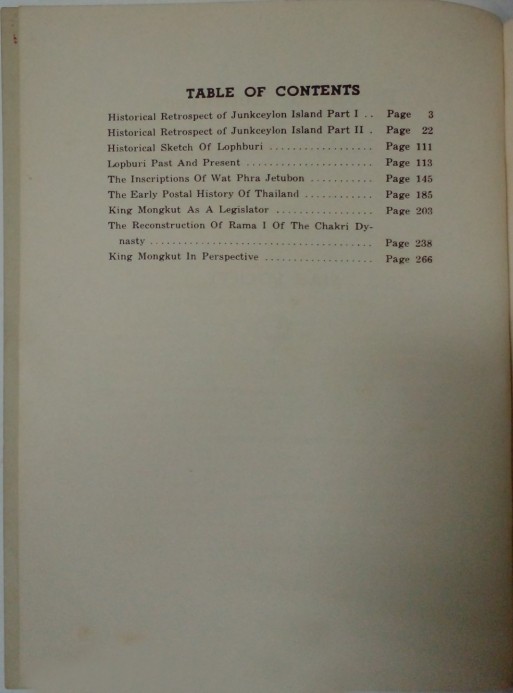 TABLE OF CONTENTS
Historical Retrospect of Junkceylon Island Part I . . Page 3
Historical Retrospect of Junkceylon Island Part II . Page 22
Historical Sketch Of Lophburi . . . . . . . . . . . . . . . . . . Page 111
Lopburi Past And Present . . . . . . . . . . . . . . . . . . . . . Page 113
The Inscriptions Of Wat Phra Jetubon . . . . . . . . . . . Page 145
The Early Postal History Of Thailand . . . . . . . . . . . . Page 185
King Mongkut As A Legislator . . . . . . . . . . . . . . . . Page 203
The Reconstruction Of Rama I Of The Chakri Dy-
nasty . . . . . . . . . . . . . . . . . . . . . . . . . . . . . . . . . . . . . Page 238
King Mongkut In Perspective . . . . . . . . . . . . . . . . . . Page 266